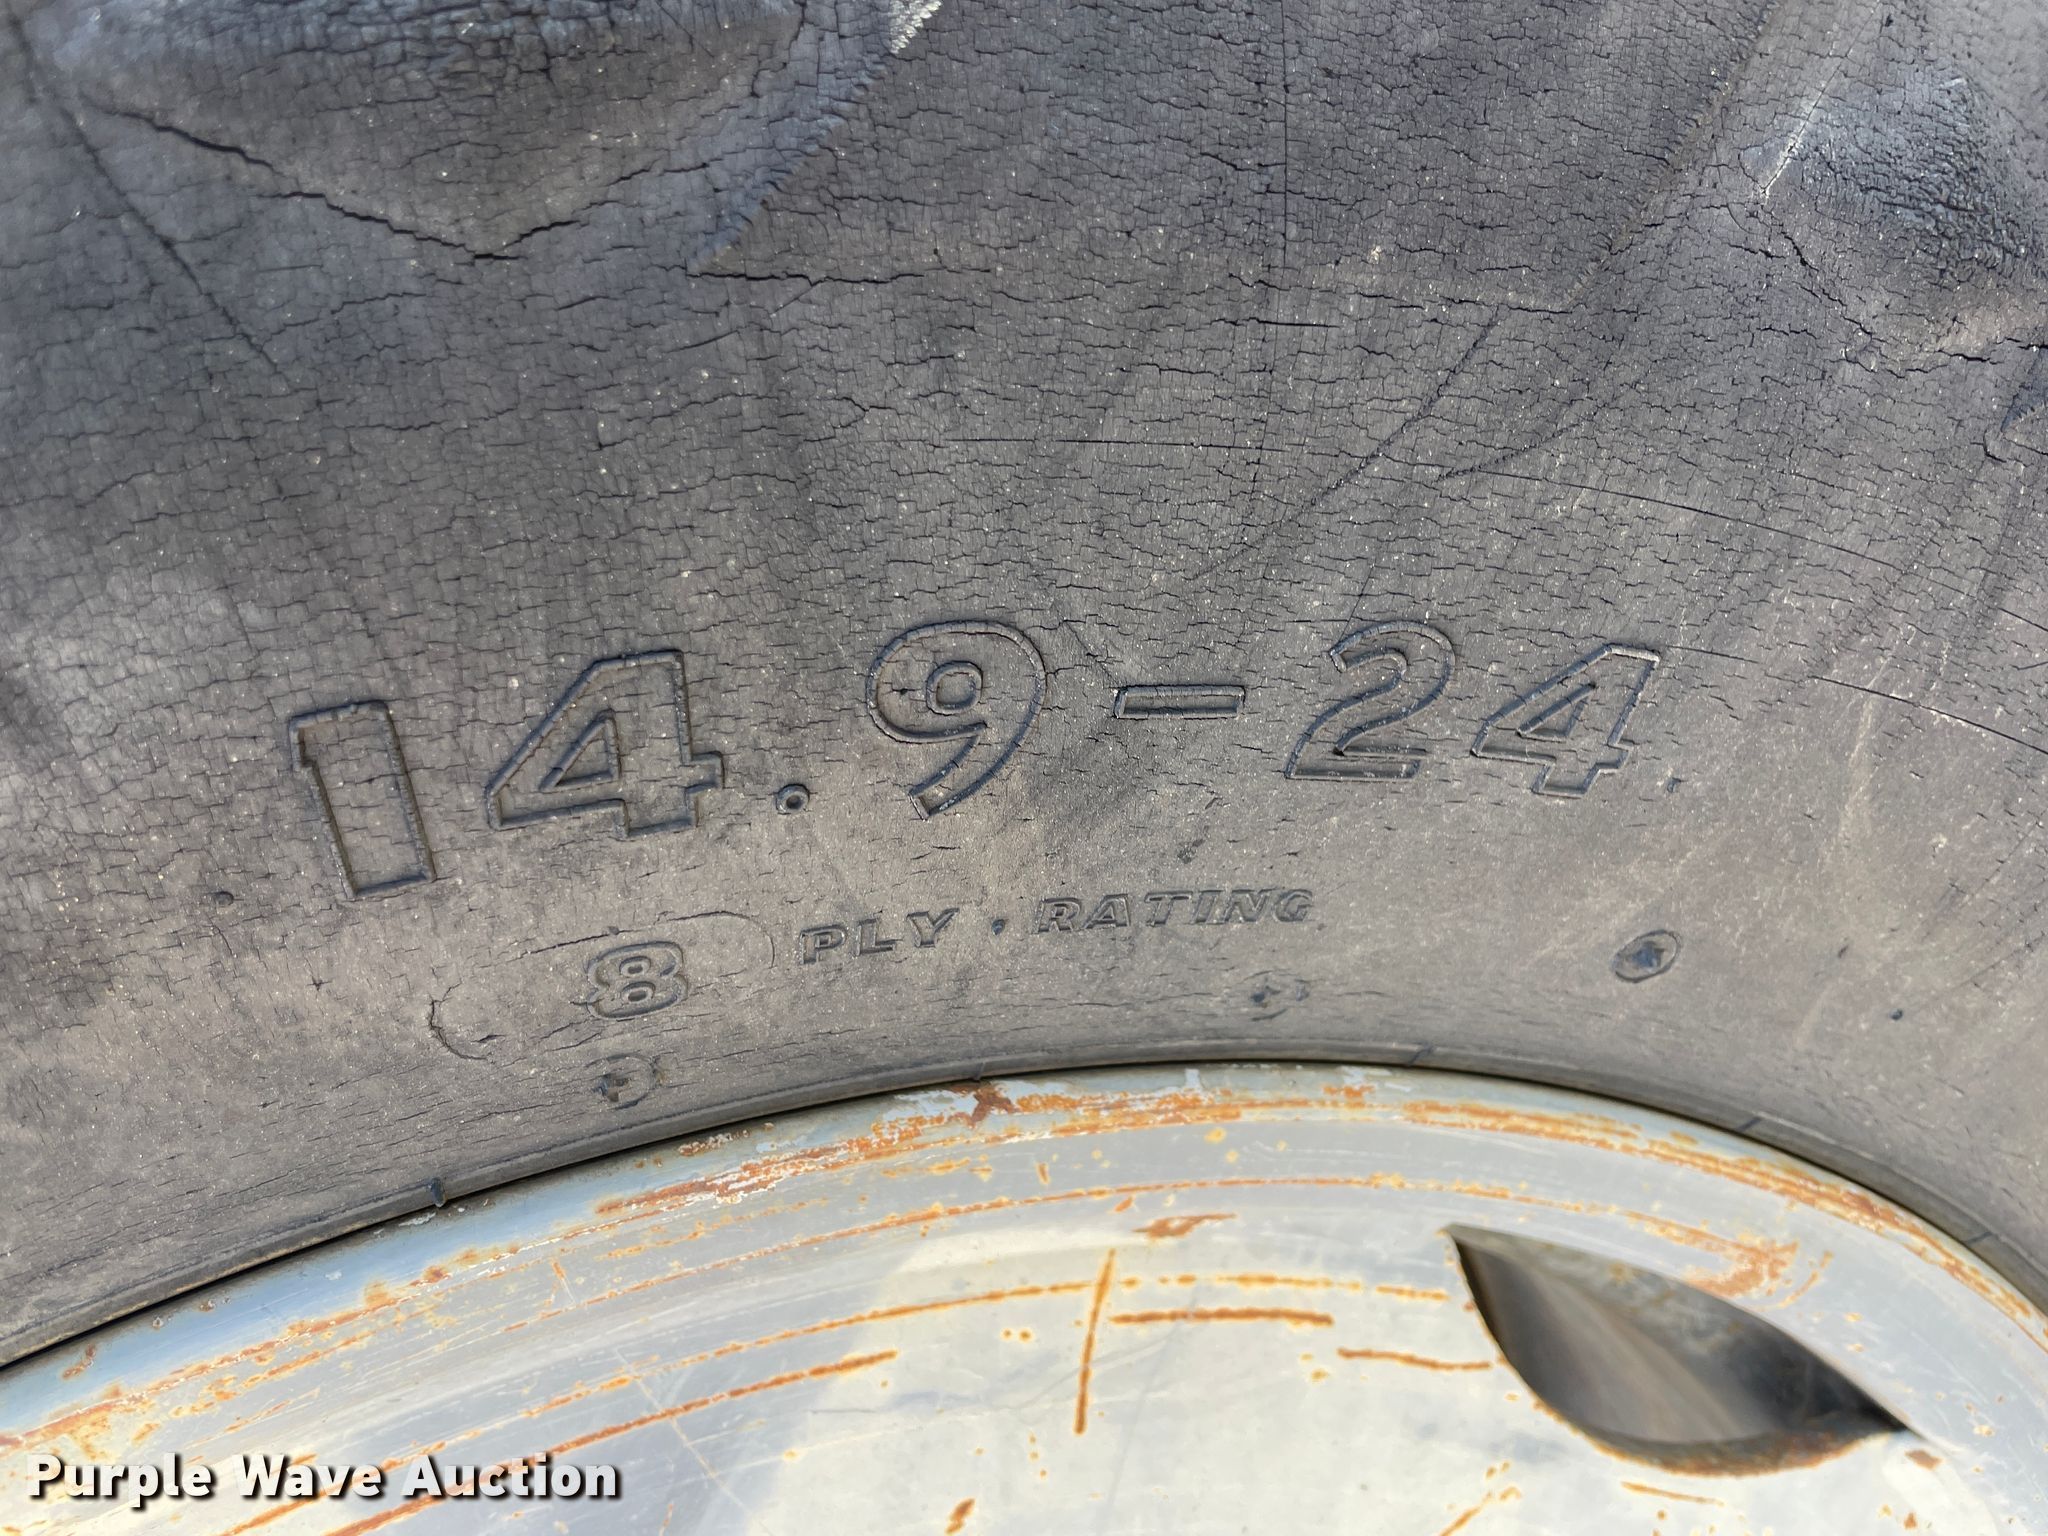 14.9-24
8 PLY · RATING
Purple Wave Auction